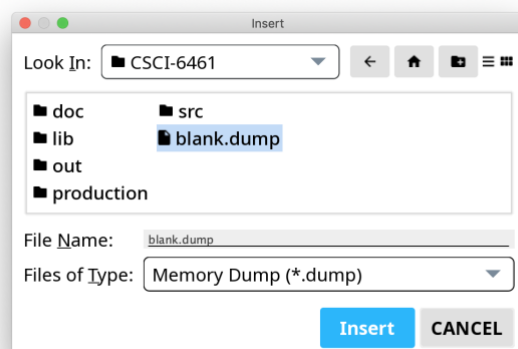 Insert
Look In: CSCI-6461
doc src
lib blank.dump
out
production
File Name: blank.dump
Files of Type: Memory Dump (*.dump)
Insert CANCEL